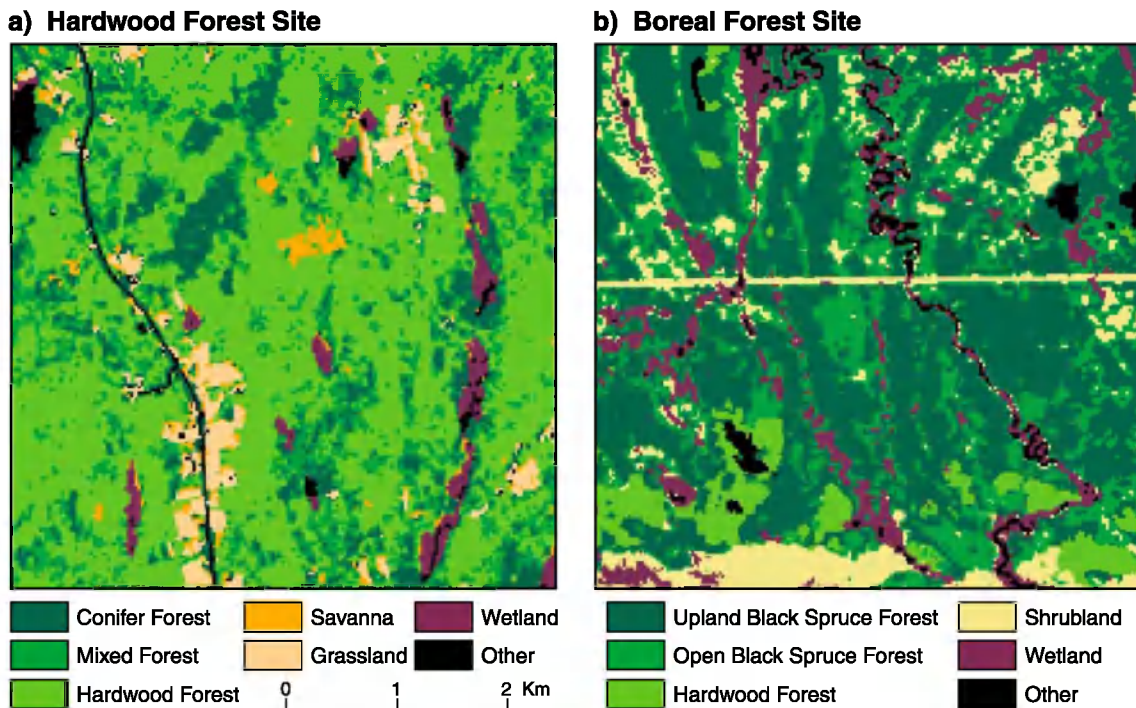 a) Hardwood Forest Site
b) Boreal Forest Site
Conifer Forest
Mixed Forest
Hardwood Forest
Savanna
Grassland
Wetland
Other
0 1 2 Km
Upland Black Spruce Forest
Open Black Spruce Forest
Hardwood Forest
Shrubland
Wetland
Other